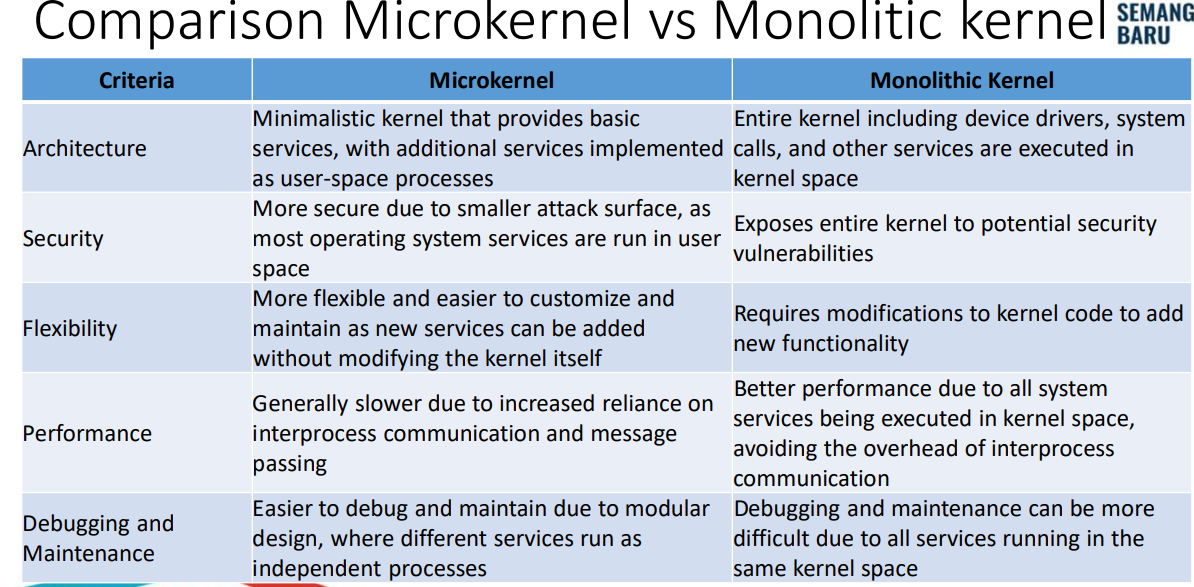 Comparison Microkernel vs Monolitic kernel
SEMANG
BARU
Criteria
Microkernel
Monolithic Kernel
Architecture
Minimalistic kernel that provides basic
services, with additional services implemented
as user-space processes
Entire kernel including device drivers, system
calls, and other services are executed in
kernel space
Security
More secure due to smaller attack surface, as
most operating system services are run in user
space
Exposes entire kernel to potential security
vulnerabilities
Flexibility
More flexible and easier to customize and
maintain as new services can be added
without modifying the kernel itself
Requires modifications to kernel code to add
new functionality
Performance
Generally slower due to increased reliance on
interprocess communication and message
passing
Better performance due to all system
services being executed in kernel space,
avoiding the overhead of interprocess
communication
Debugging and
Maintenance
Easier to debug and maintain due to modular
design, where different services run as
independent processes
Debugging and maintenance can be more
difficult due to all services running in the
same kernel space